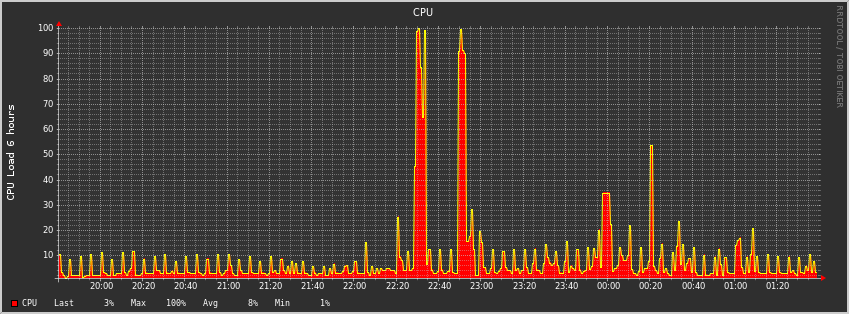 CPU
RRDTOOL / TOBI OETIKER
CPU Load 6 hours
100
90
80
70
60
50
40
30
20
10
20:00 20:20 20:40 21:00 21:20 21:40 22:00 22:20 22:40 23:00 23:20 23:40 00:00 00:20 00:40 01:00 01:20
CPU Last 3% Max 100% Avg 8% Min 1%